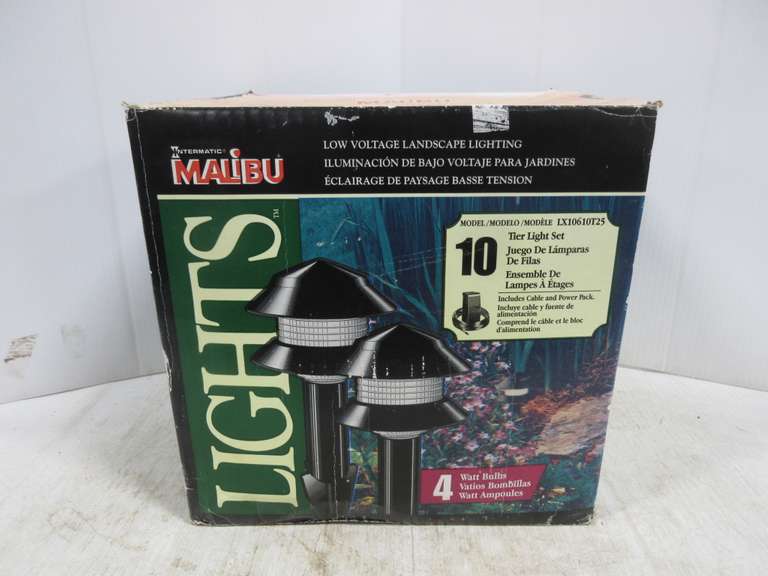 INTERMATIC®
MALIBU
LOW VOLTAGE LANDSCAPE LIGHTING
ILUMINACIÓN DE BAJO VOLTAJE PARA JARDINES
ÉCLAIRAGE DE PAYSAGE BASSE TENSION
LIGHTS™
MODEL/MODELO/MODÈLE LX10610T25
10
Tier Light Set
Juego De Lámparas
De Filas
Ensemble De
Lampes À Étages
Includes Cable and Power Pack.
Incluye cable y fuente de
alimentación
Comprend le câble et le bloc
d'alimentation
4
Watt Bulbs
Vatios Bombillas
Watt Ampoules